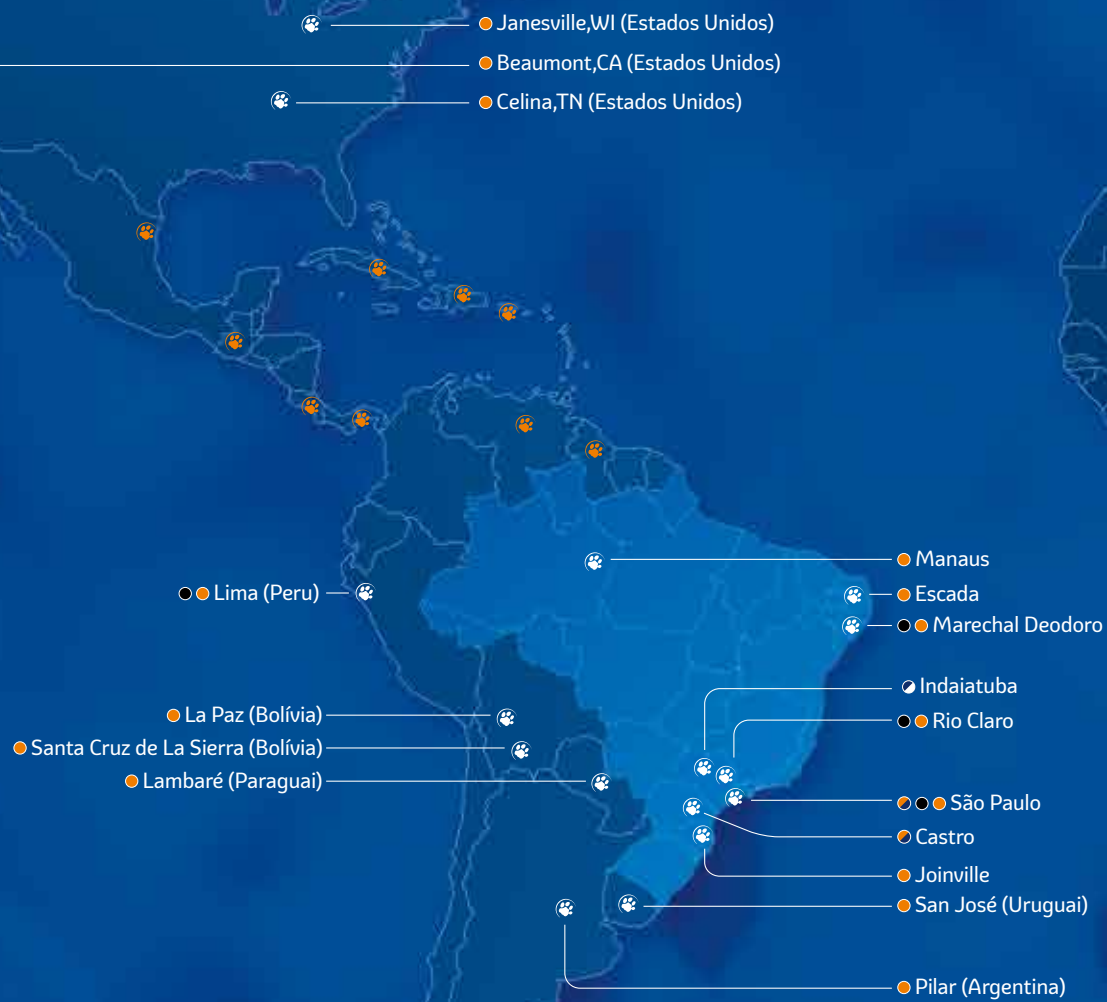 Janesville,WI (Estados Unidos)
Beaumont,CA (Estados Unidos)
Celina,TN (Estados Unidos)
Manaus
Lima (Peru)
Escada
Marechal Deodoro
Indaiatuba
La Paz (Bolívia)
Rio Claro
Santa Cruz de La Sierra (Bolívia)
Lambaré (Paraguai)
São Paulo
Castro
Joinville
San José (Uruguai)
Pilar (Argentina)